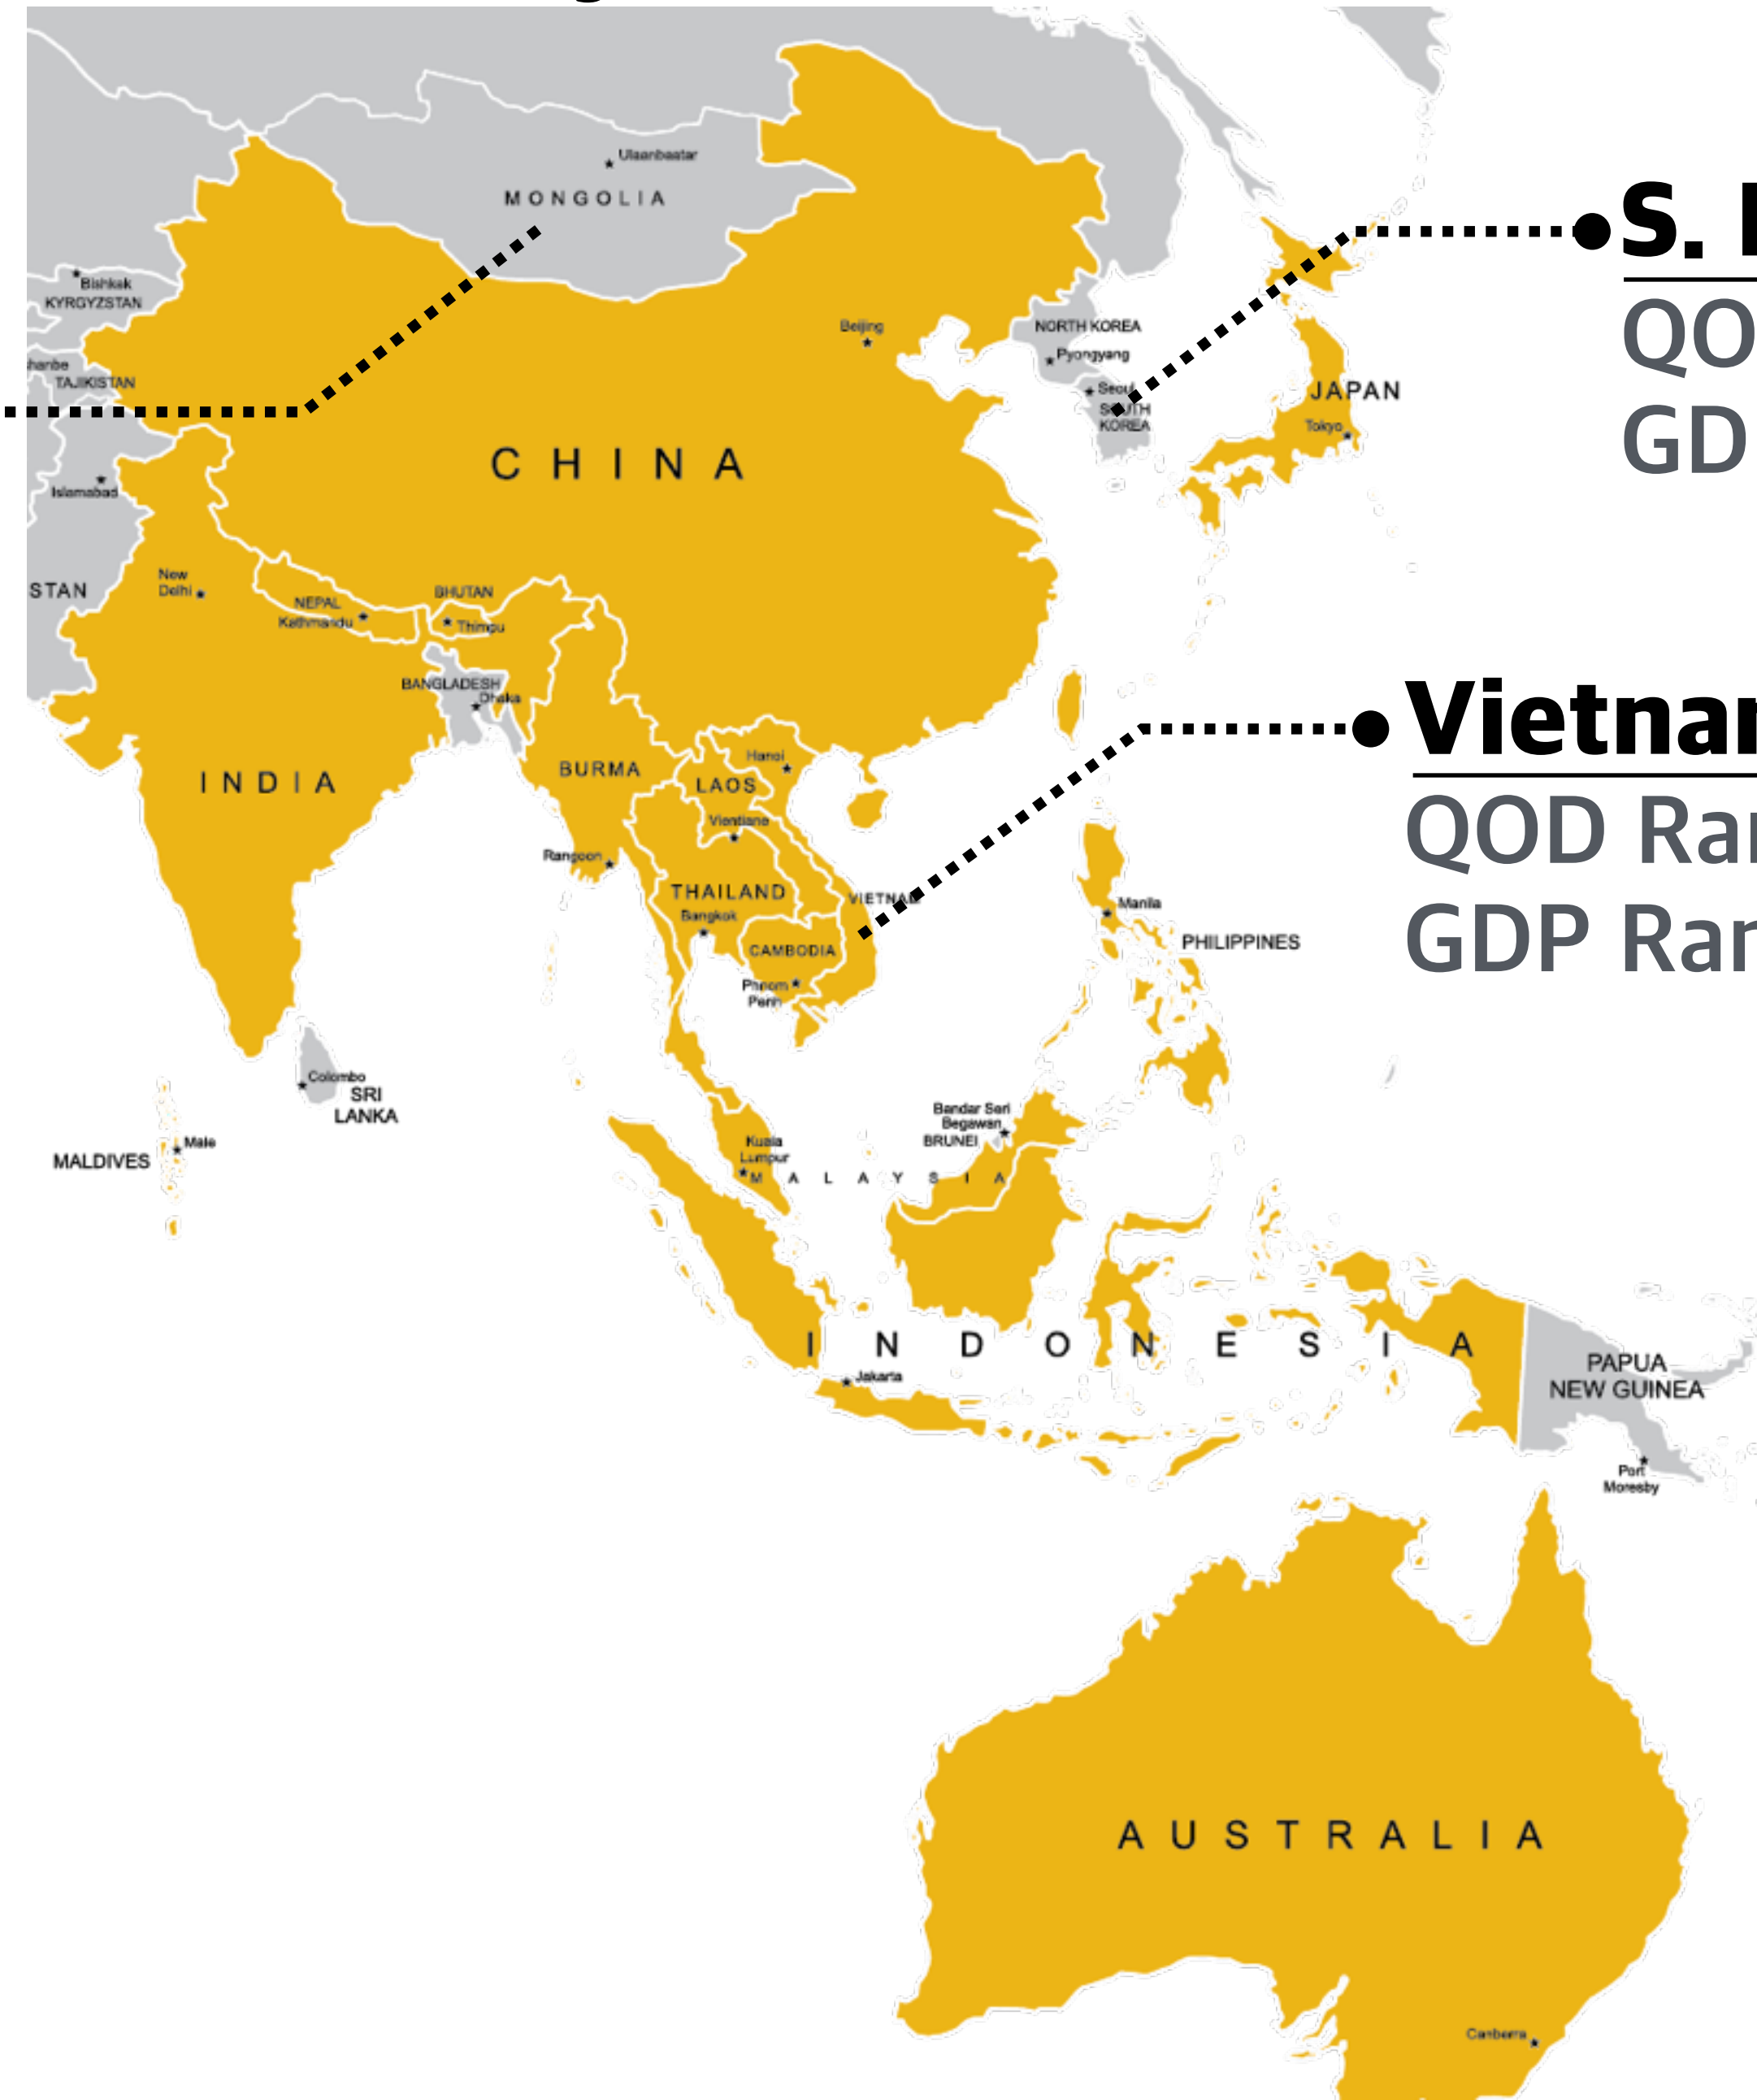 Ulaanbaatar
MONGOLIA
S.
Bishkek
KYRGYZSTAN
QO
NORTH KOREA
Beijing
Pyongyang
TAJIKISTAN
Seoul
SOUTH
KOREA
JAPAN
Tokyo
GD
CHINA
Islamabad
New
Delhi
STAN
BHUTAN
NEPAL
Kathmandu
Thimpu
BANGLADESH
Dhaka
Vietnam
Hanoi
BURMA
LAOS
INDIA
Vientiane
QOD
Rangoon
THAILAND
VIETNAM
Bangkok
Manila
PHILIPPINES
GDP
CAMBODIA
Phnom
Penh
Colombo
SRI
LANKA
Bandar Seri
Begawan
BRUNEI
Male
MALDIVES
Kuala
Lumpur
MALAYSIA
INDONESIA
PAPUA
NEW GUINEA
Jakarta
Port
Moresby
AUSTRALIA
Canberra